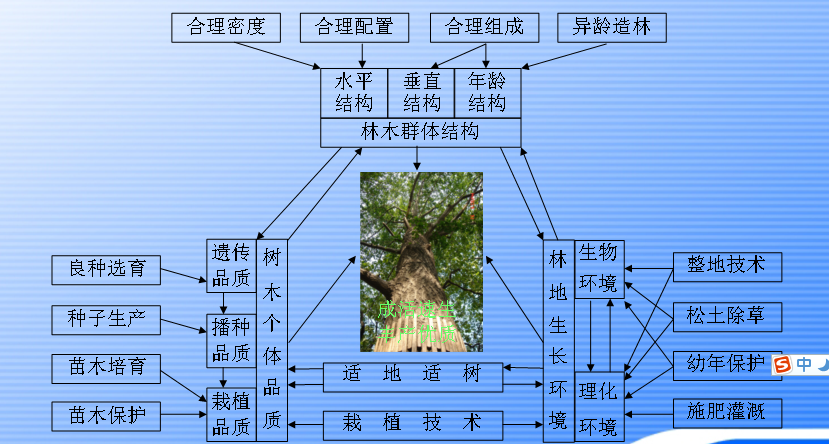 合理密度 合理配置 合理组成 异龄造林
水平 垂直 年龄
结构 结构 结构
林木群体结构
遗传
品质
播种
品质
栽植
品质
树木个体品质
林地生长环境
生物
环境
理化
环境
良种选育
种子生产
苗木培育
苗木保护
整地技术
松土除草
幼年保护
施肥灌溉
适地适树
栽植技术
中